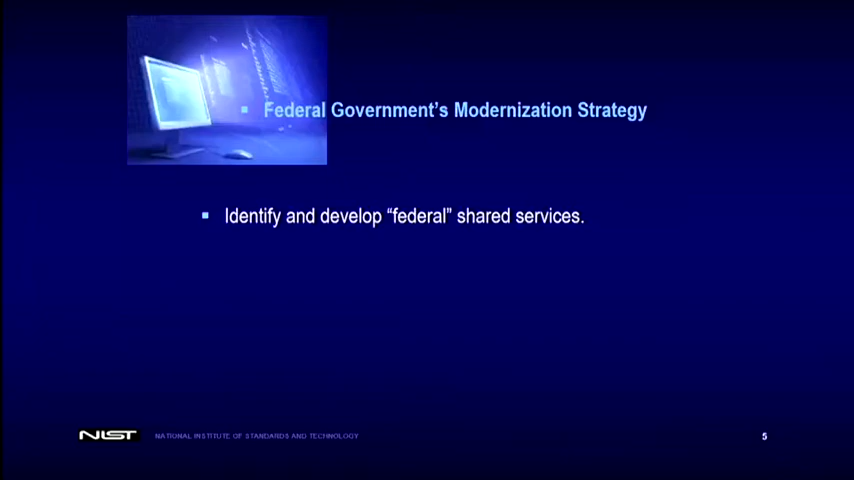 ▪ Federal Government’s Modernization Strategy
▪ Identify and develop “federal” shared services.
NIST NATIONAL INSTITUTE OF STANDARDS AND TECHNOLOGY 5